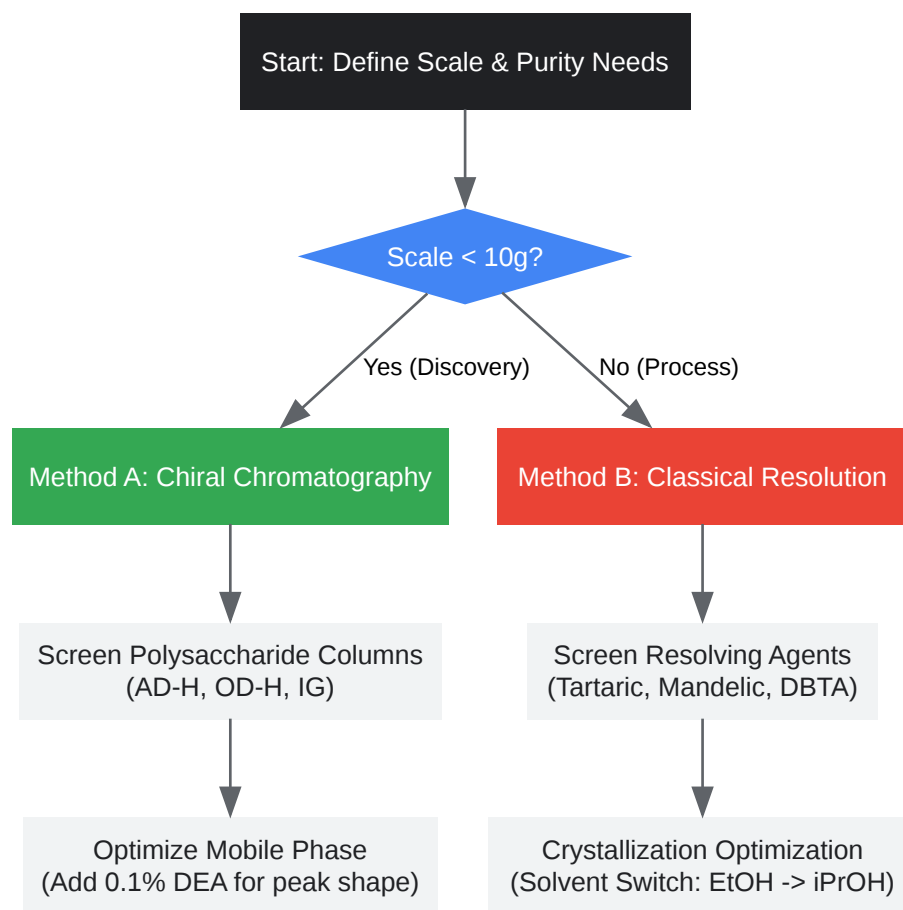 Start: Define Scale & Purity Needs
Scale < 10g?
Yes (Discovery)
No (Process)
Method A: Chiral Chromatography
Method B: Classical Resolution
Screen Polysaccharide Columns
(AD-H, OD-H, IG)
Screen Resolving Agents
(Tartaric, Mandelic, DBTA)
Optimize Mobile Phase
(Add 0.1% DEA for peak shape)
Crystallization Optimization
(Solvent Switch: EtOH -> iPrOH)